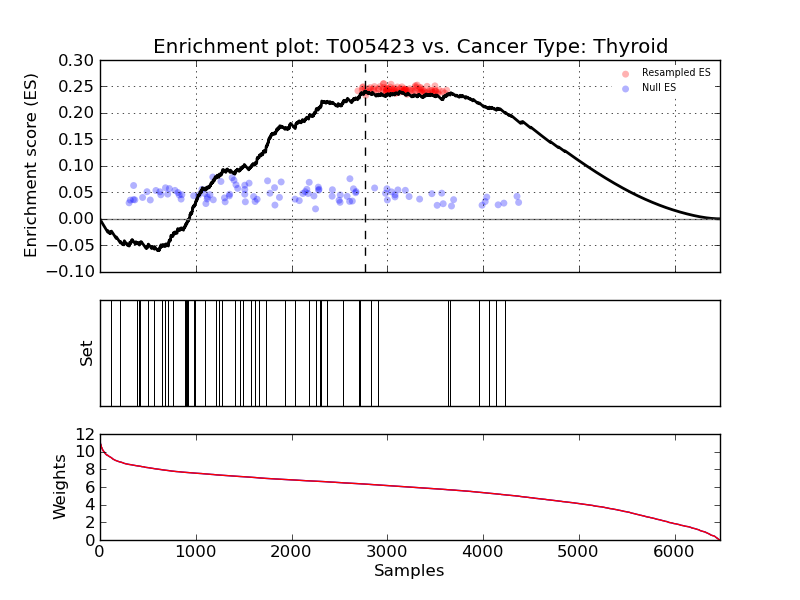 Enrichment plot: T005423 vs. Cancer Type: Thyroid
Enrichment score (ES)
0.30
0.25
0.20
0.15
0.10
0.05
0.00
−0.05
−0.10
Resampled ES
Null ES
Set
Weights
12
10
8
6
4
2
0
0 1000 2000 3000 4000 5000 6000
Samples